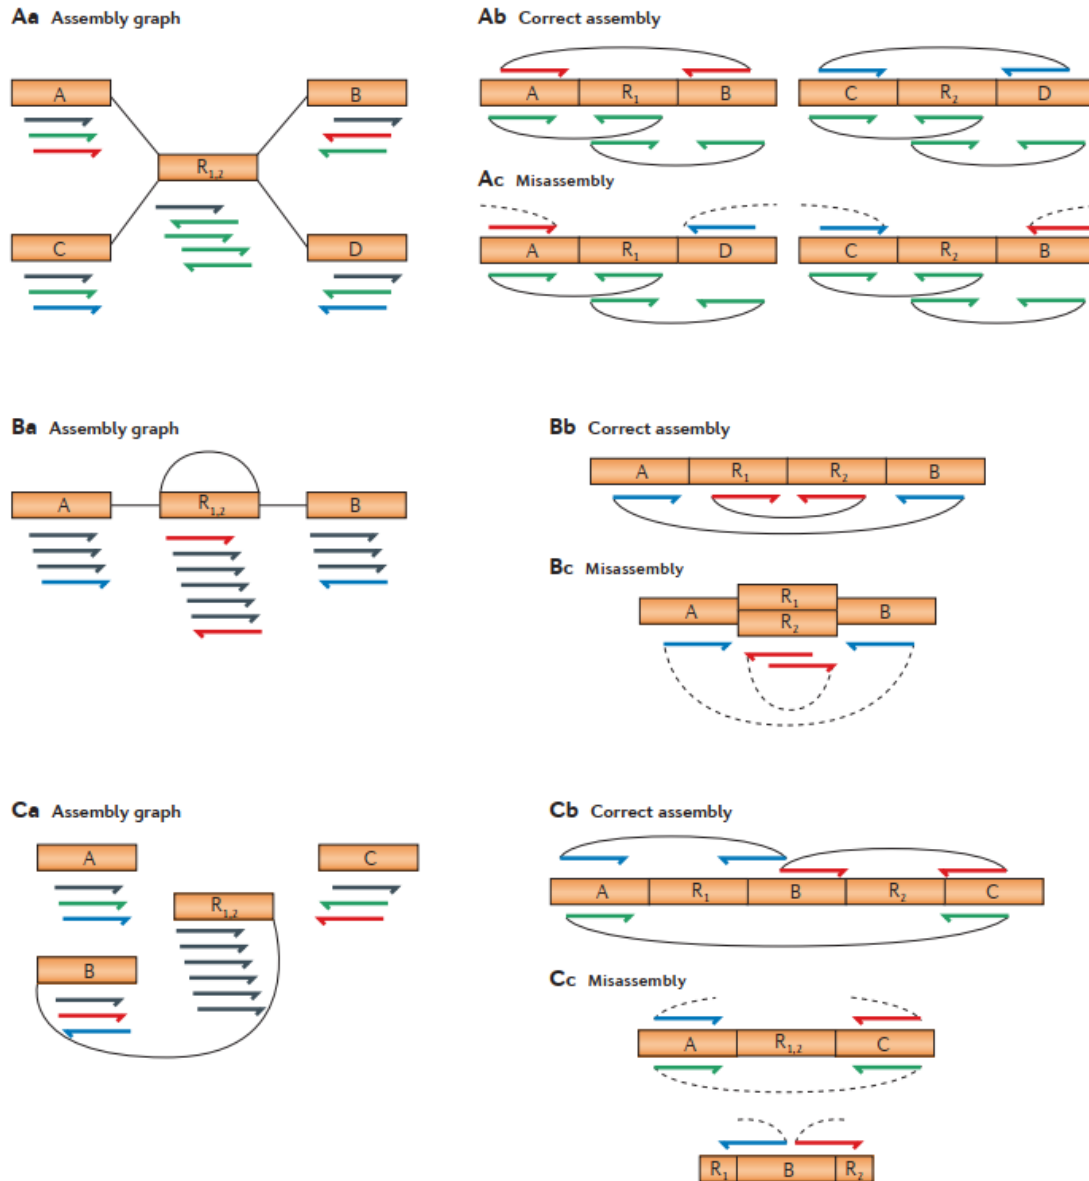 Aa Assembly graph
A
B
R1,2
C
D
Ab Correct assembly
A R1 B
C R2 D
Ac Misassembly
A R1 D
C R2 B
Ba Assembly graph
A R1,2 B
Bb Correct assembly
A R1 R2 B
Bc Misassembly
R1
A B
R2
Ca Assembly graph
A
C
R1,2
B
Cb Correct assembly
A R1 B R2 C
Cc Misassembly
A R1,2 C
R1 B R2